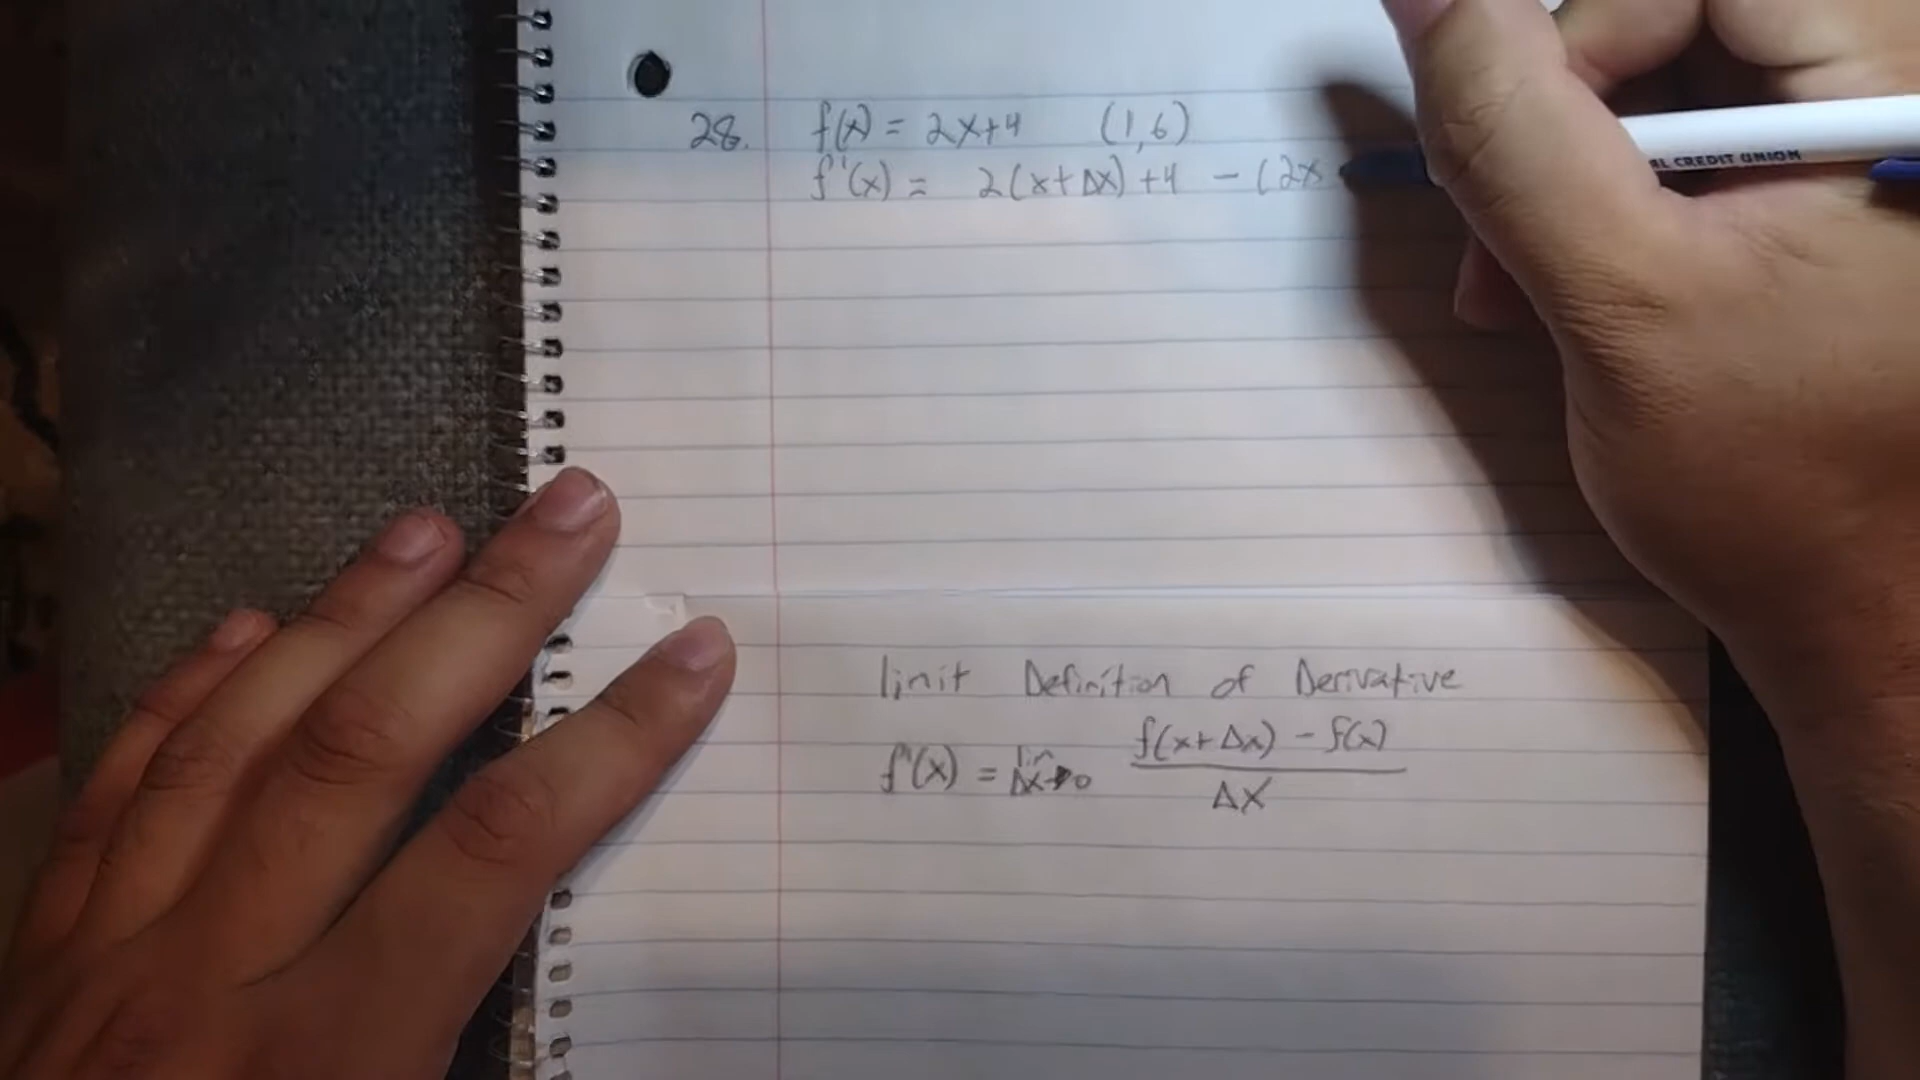 28. f(x) = 2x+4 (1,6)
f'(x) = 2(x+Δx)+4 - (2x
AL CREDIT UNION
limit Definition of Derivative
f(x+Δx) - f(x)
f'(x) = lim
Δx→0
Δx